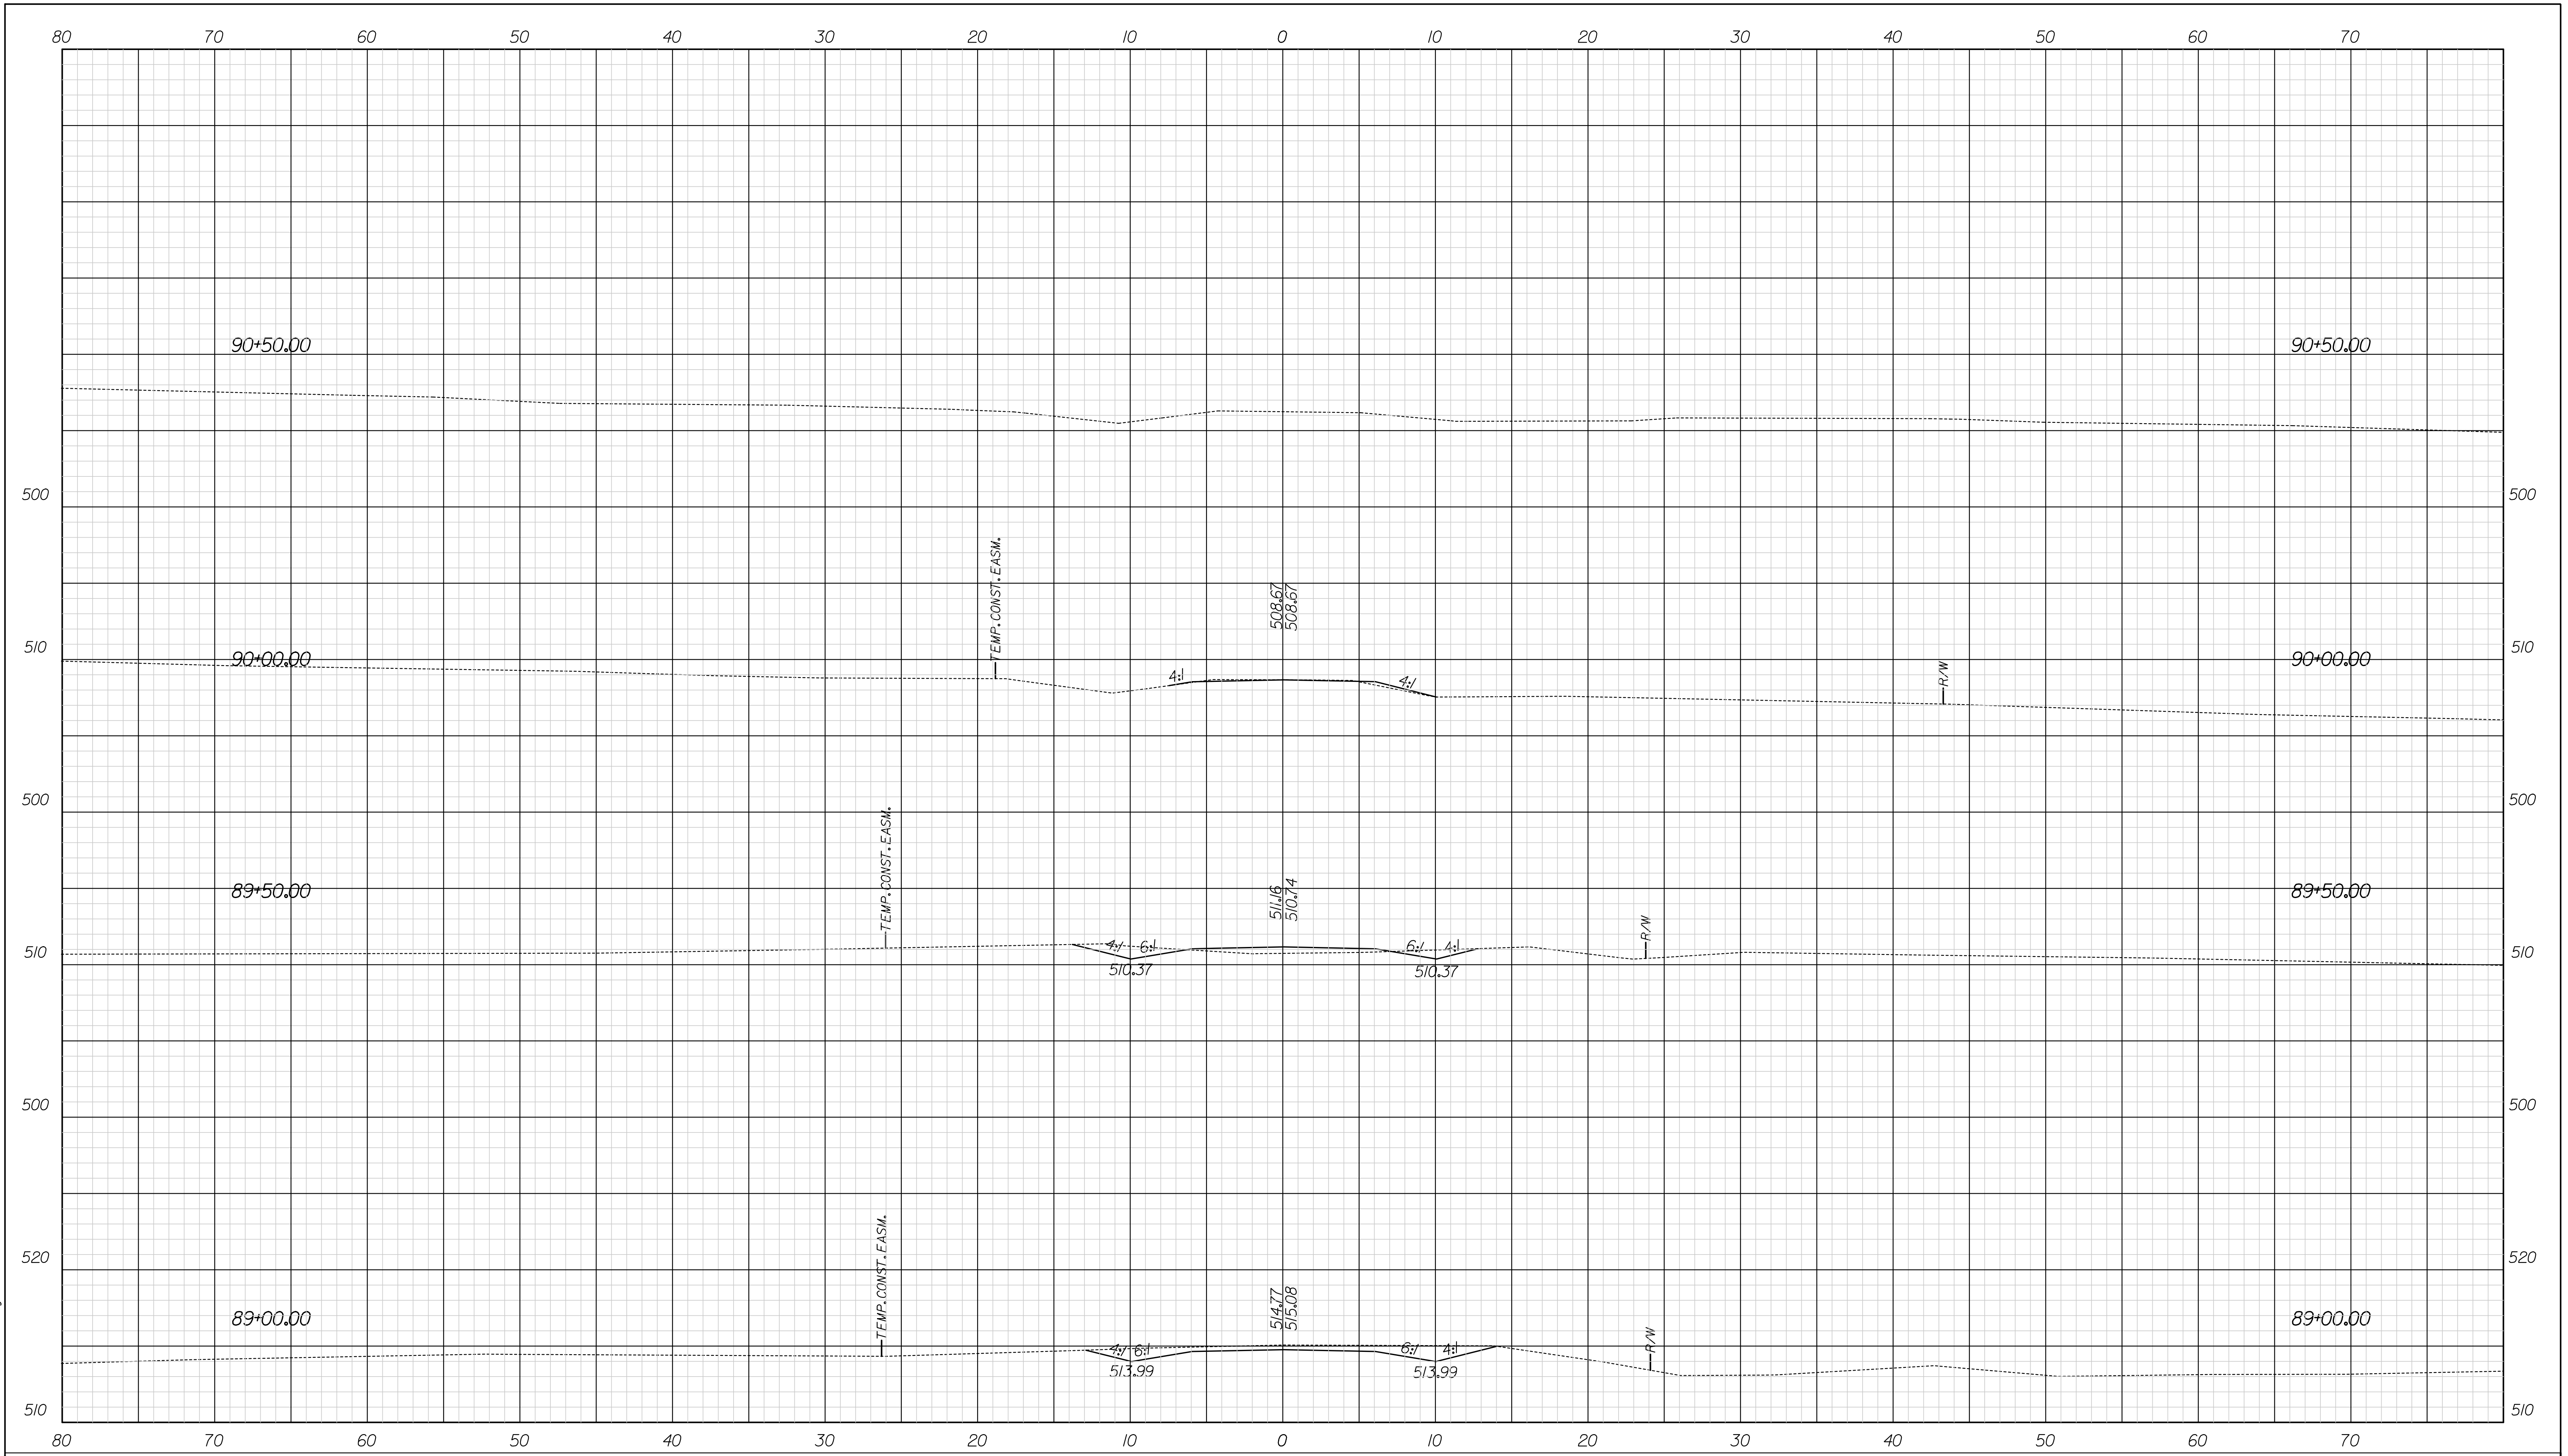 80 70 60 50 40 30 20 10 0 10 20 30 40 50 60 70
90+50.00 90+50.00
500 500
TEMP. CONST. EASM.
508.67
508.67
510 510
90+00.00 90+00.00
R/W
4:1 4:1
500 500
TEMP. CONST. EASM.
511.16
510.74
89+50.00 89+50.00
R/W
4:1 6:1 6:1 4:1
510 510
510.37 510.37
500 500
520 520
TEMP. CONST. EASM.
514.77
515.08
89+00.00 89+00.00
R/W
4:1 6:1 6:1 4:1
513.99 513.99
510 510
80 70 60 50 40 30 20 10 0 10 20 30 40 50 60 70